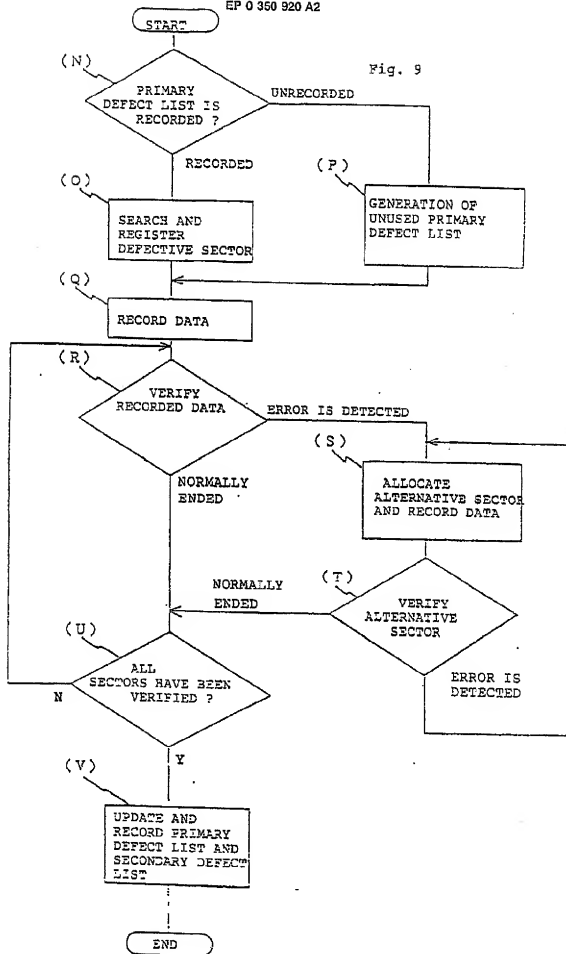 EP 0 350 920 A2
START
Fig. 9
(N)
PRIMARY
DEFECT LIST IS
RECORDED ?
UNRECORDED
RECORDED
(O)
SEARCH AND
REGISTER
DEFECTIVE SECTOR
(P)
GENERATION OF
UNUSED PRIMARY
DEFECT LIST
(Q)
RECORD DATA
(R)
VERIFY
RECORDED DATA
ERROR IS DETECTED
NORMALLY
ENDED
(S)
ALLOCATE
ALTERNATIVE SECTOR
AND RECORD DATA
(T)
VERIFY
ALTERNATIVE
SECTOR
NORMALLY
ENDED
ERROR IS
DETECTED
(U)
ALL
SECTORS HAVE BEEN
VERIFIED ?
N
Y
(V)
UPDATE AND
RECORD PRIMARY
DEFECT LIST AND
SECONDARY DEFECT
LIST
END